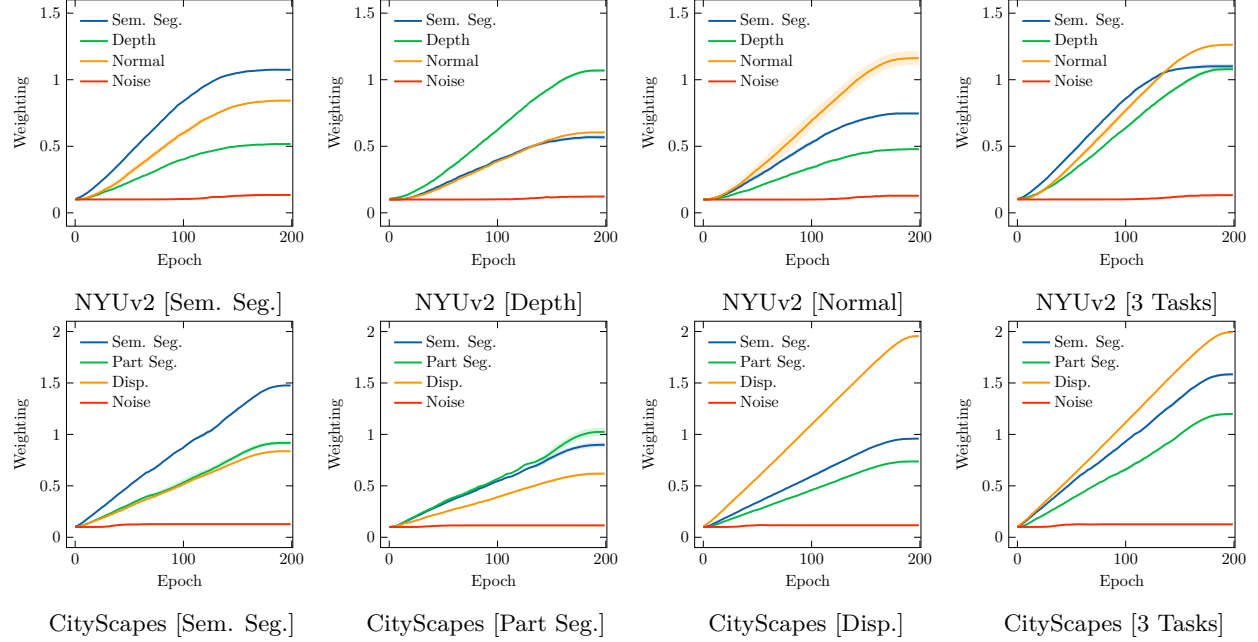 1.5
1
0.5
0
Weighting
Sem. Seg.
Depth
Normal
Noise
0 100 200
Epoch
NYUv2 [Sem. Seg.]
1.5
1
0.5
0
Weighting
Sem. Seg.
Depth
Normal
Noise
0 100 200
Epoch
NYUv2 [Depth]
1.5
1
0.5
0
Weighting
Sem. Seg.
Depth
Normal
Noise
0 100 200
Epoch
NYUv2 [Normal]
1.5
1
0.5
0
Weighting
Sem. Seg.
Depth
Normal
Noise
0 100 200
Epoch
NYUv2 [3 Tasks]
2
1.5
1
0.5
0
Weighting
Sem. Seg.
Part Seg.
Disp.
Noise
0 100 200
Epoch
CityScapes [Sem. Seg.]
2
1.5
1
0.5
0
Weighting
Sem. Seg.
Part Seg.
Disp.
Noise
0 100 200
Epoch
CityScapes [Part Seg.]
2
1.5
1
0.5
0
Weighting
Sem. Seg.
Part Seg.
Disp.
Noise
0 100 200
Epoch
CityScapes [Disp.]
2
1.5
1
0.5
0
Weighting
Sem. Seg.
Part Seg.
Disp.
Noise
0 100 200
Epoch
CityScapes [3 Tasks]